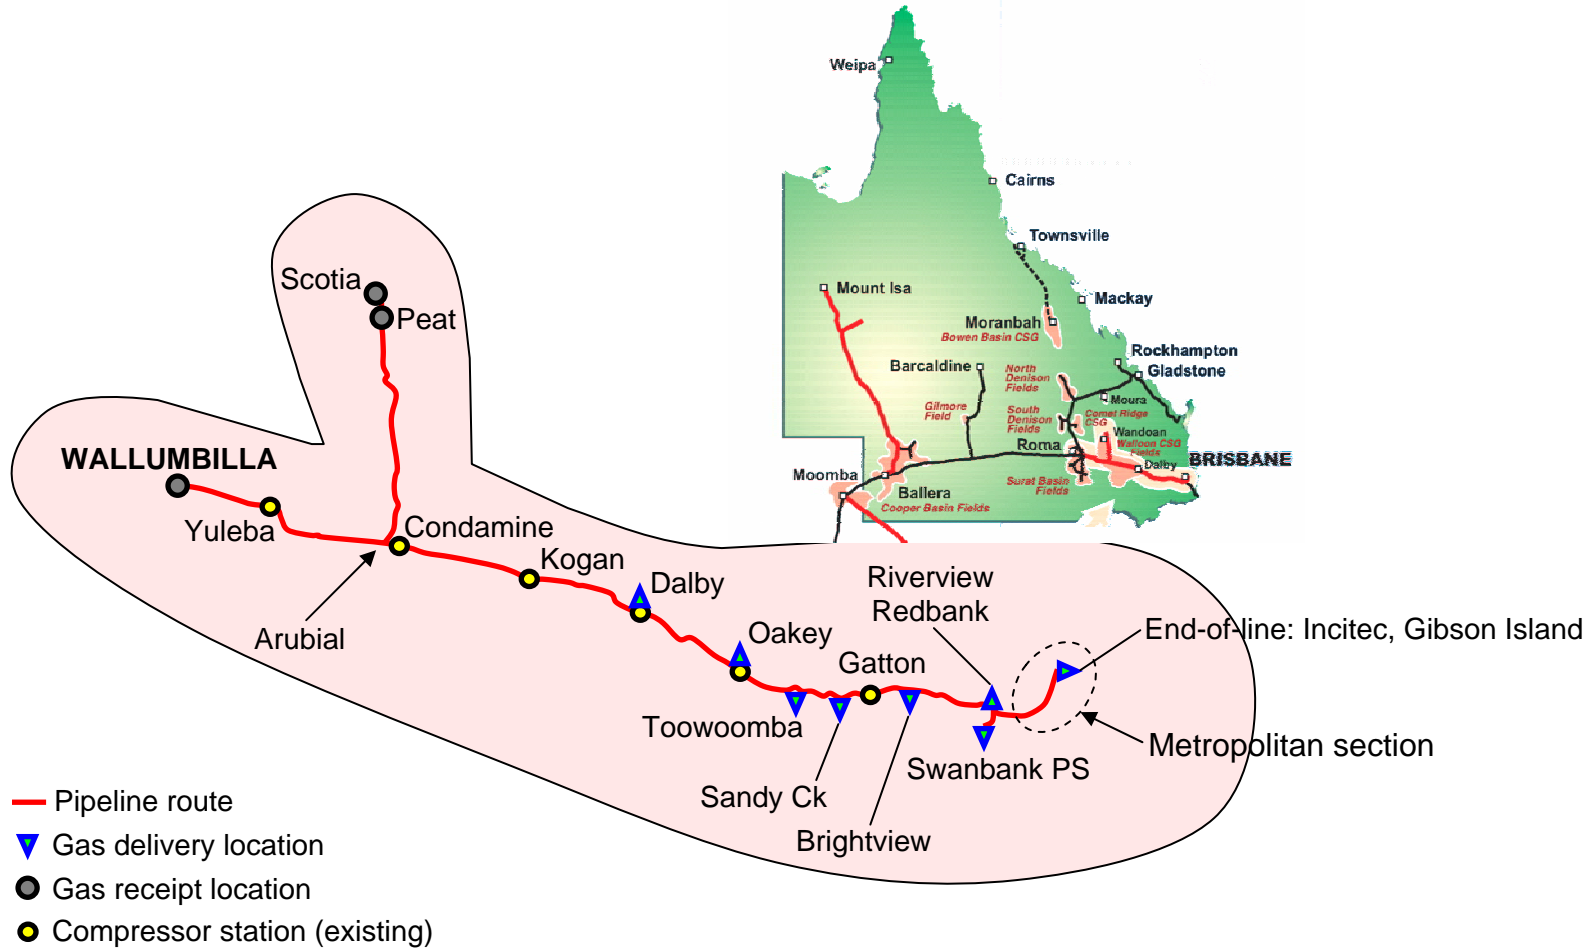 Weipa
Cairns
Townsville
Mount Isa
Mackay
Moranbah
Bowen Basin CSG
Rockhampton
Gladstone
Barcaldine
North
Denison
Fields
Moura
Gilmore
Field
South
Denison
Fields
Comet Ridge
CSG
Wandoan
Walloon CSG
Fields
Roma
Dalby
BRISBANE
Moomba
Ballera
Surat Basin
Fields
Cooper Basin Fields
Scotia
Peat
WALLUMBILLA
Yuleba
Condamine
Kogan
Arubial
Dalby
Oakey
Gatton
Riverview
Redbank
End-of-line: Incitec, Gibson Island
Toowoomba
Sandy Ck
Brightview
Swanbank PS
Metropolitan section
Pipeline route
Gas delivery location
Gas receipt location
Compressor station (existing)